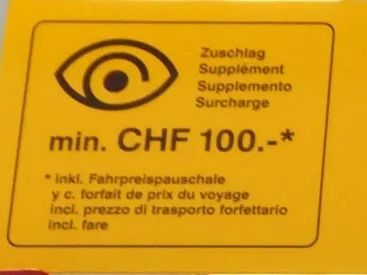 Zuschlag
Supplément
Supplemento
Surcharge
min. CHF 100.-*
* inkl. Fahrpreispauschale
y c. forfait de prix du voyage
incl. prezzo di trasporto forfettario
incl. fare